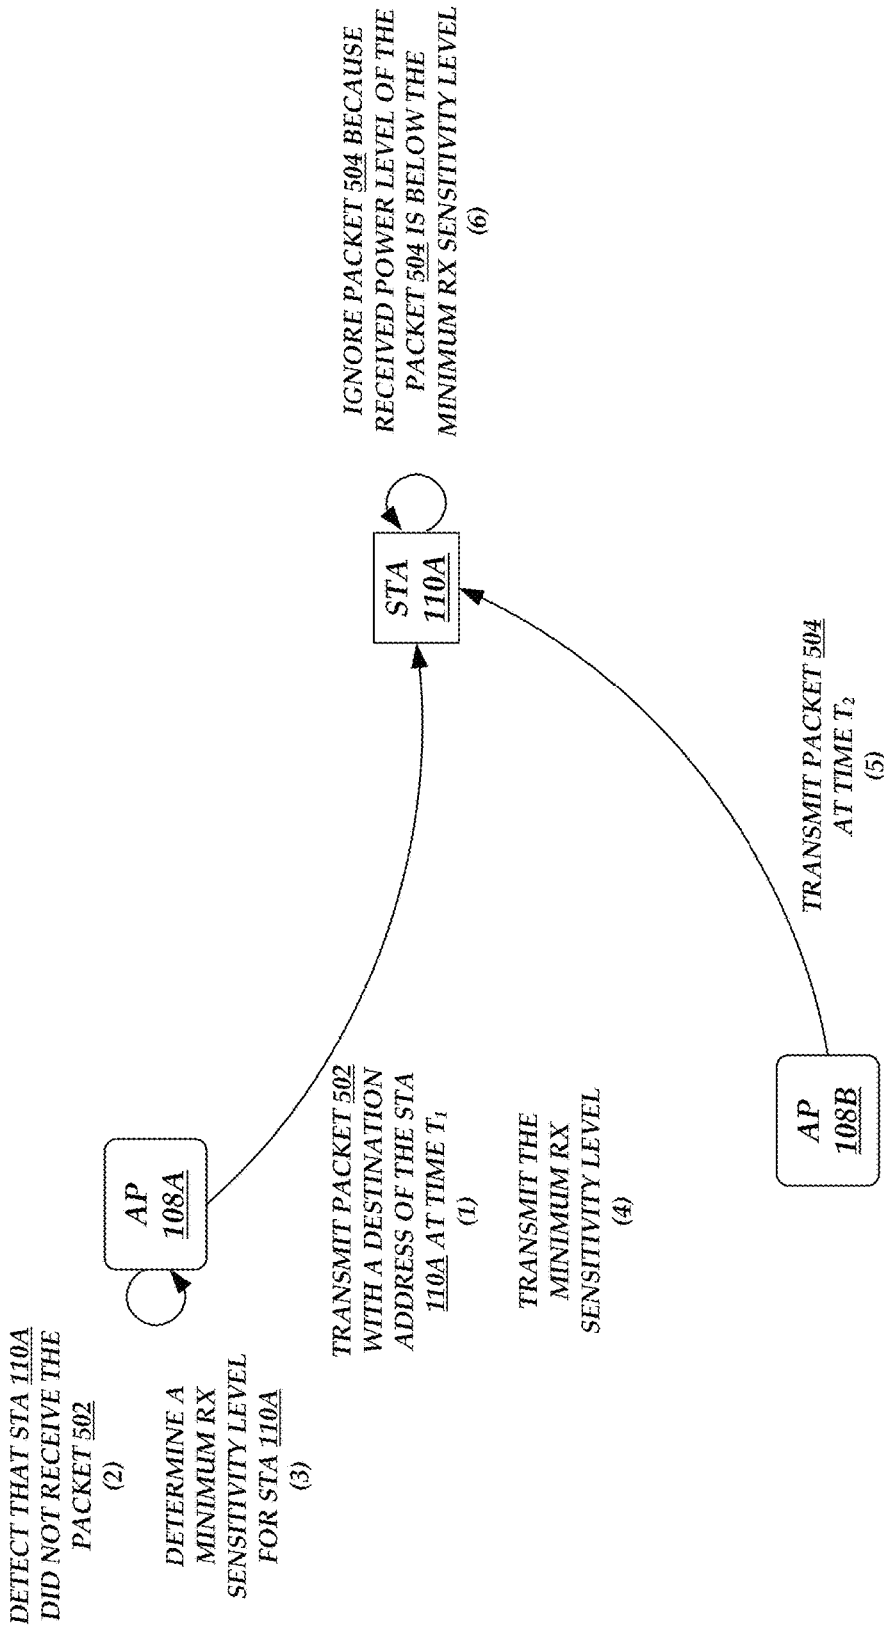 DETECT THAT STA 110A
DID NOT RECEIVE THE
PACKET 502
(2)
DETERMINE A
MINIMUM RX
SENSITIVITY LEVEL
FOR STA 110A
(3)
AP
108A
TRANSMIT PACKET 502
WITH A DESTINATION
ADDRESS OF THE STA
110A AT TIME T₁
(1)
TRANSMIT THE
MINIMUM RX
SENSITIVITY LEVEL
(4)
AP
108B
TRANSMIT PACKET 504
AT TIME T₂
(5)
STA
110A
IGNORE PACKET 504 BECAUSE
RECEIVED POWER LEVEL OF THE
PACKET 504 IS BELOW THE
MINIMUM RX SENSITIVITY LEVEL
(6)